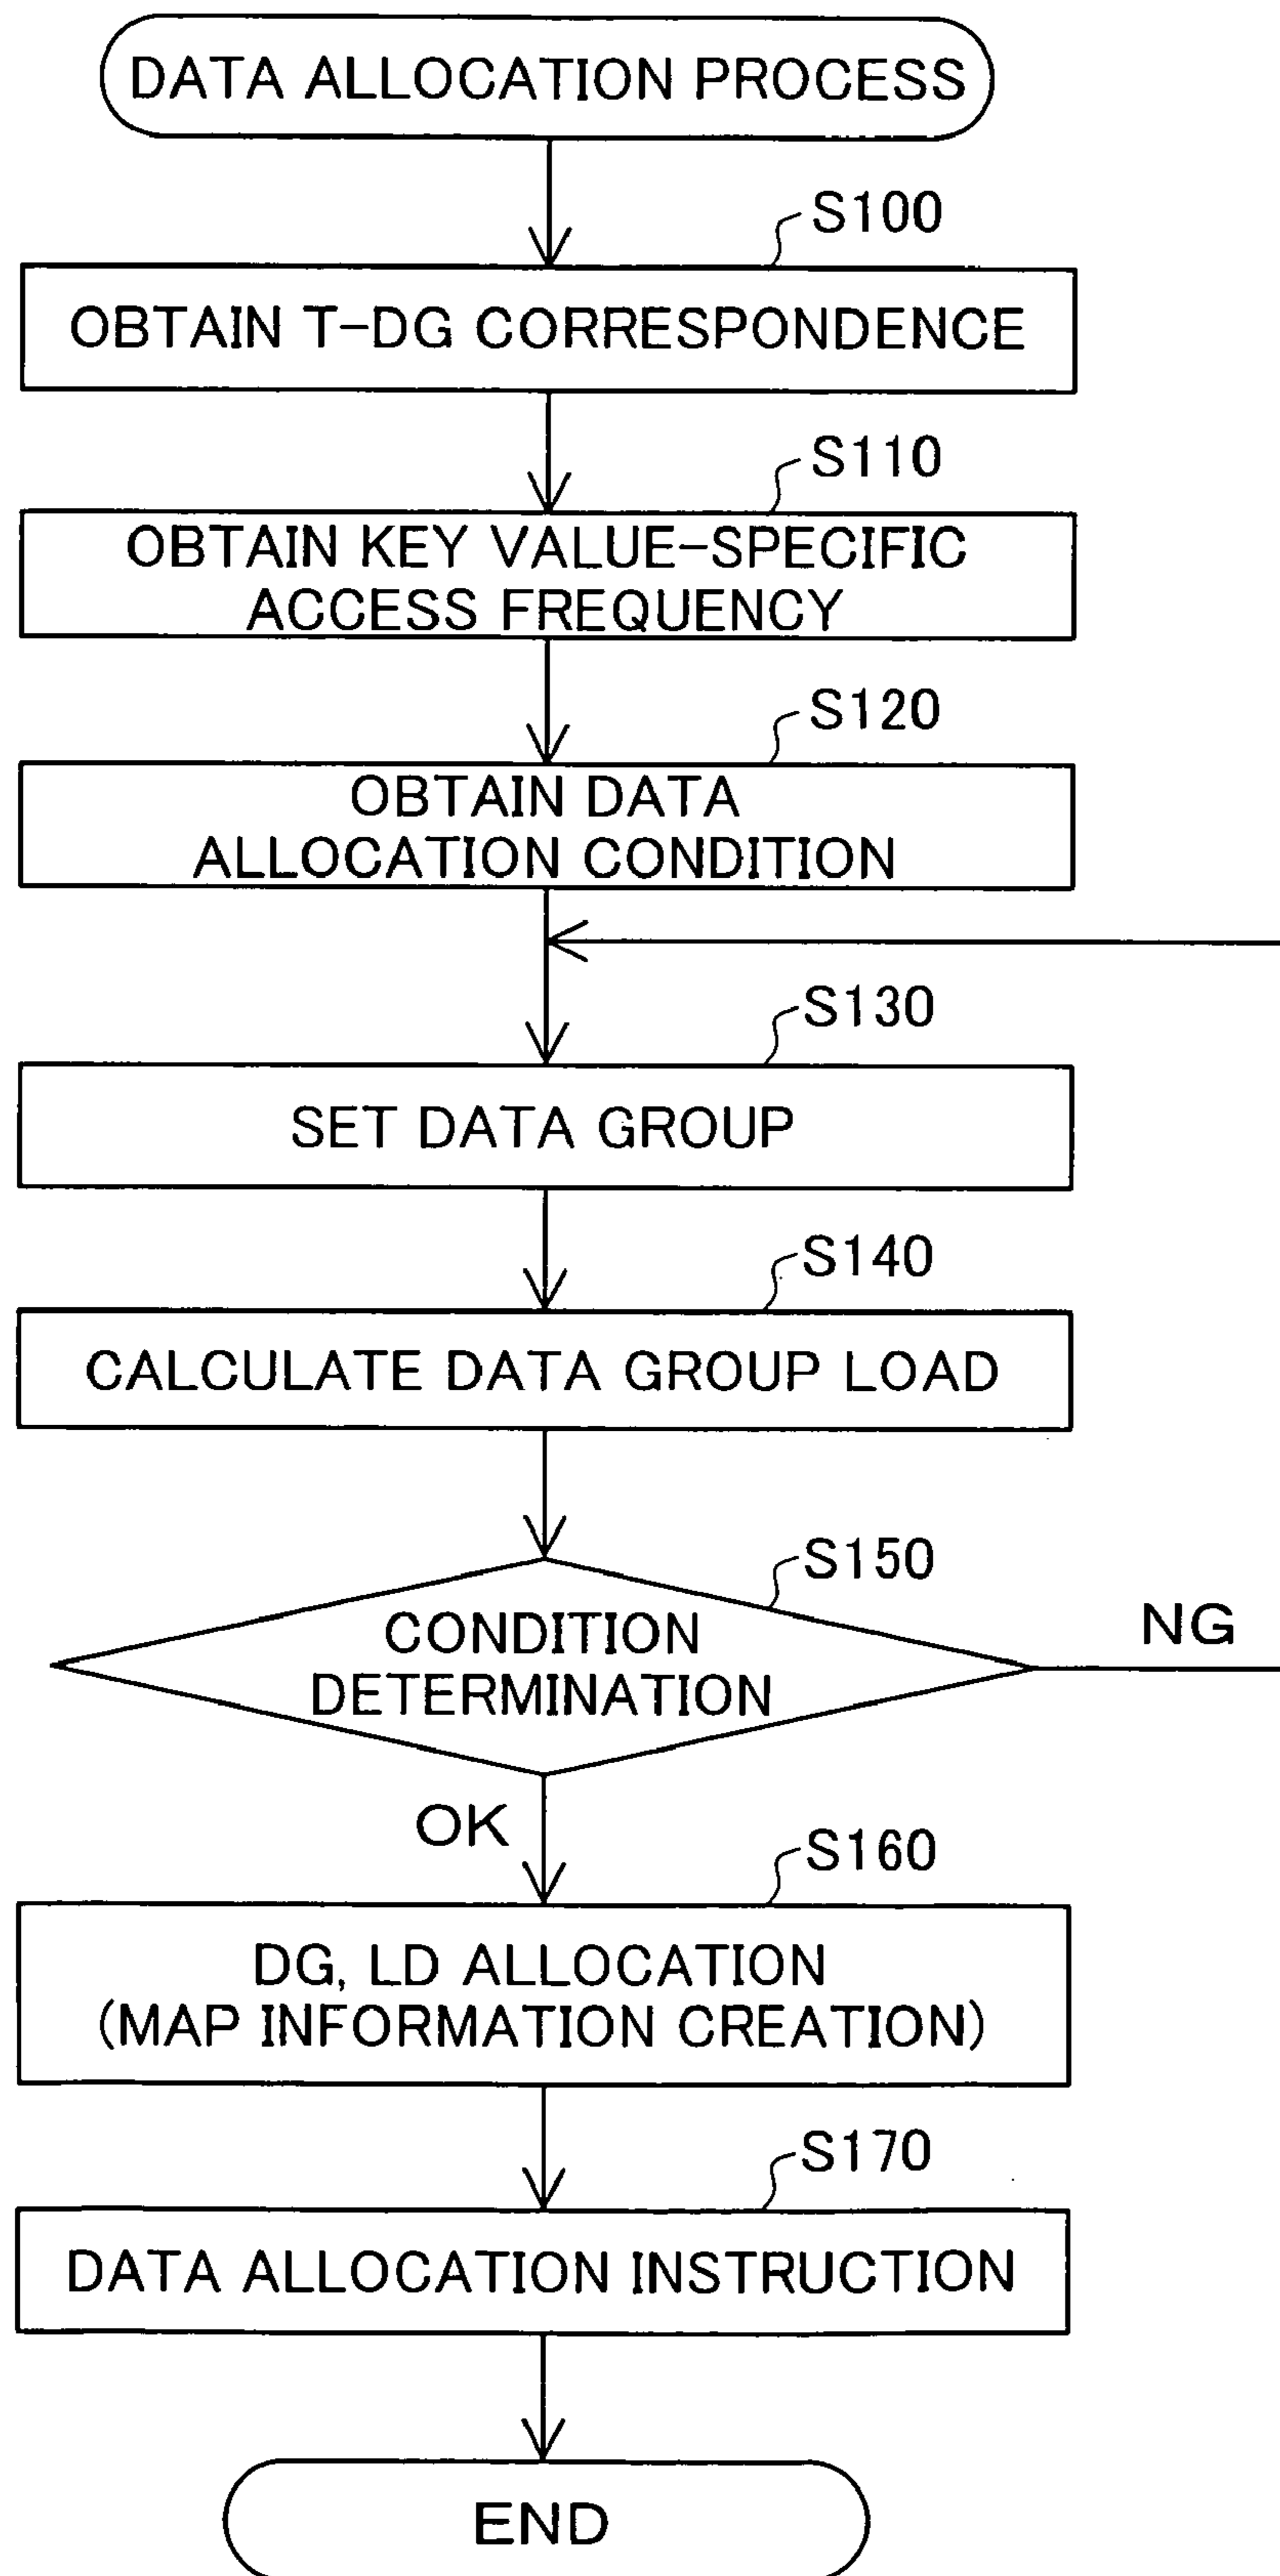 DATA ALLOCATION PROCESS
S100
OBTAIN T-DG CORRESPONDENCE
S110
OBTAIN KEY VALUE-SPECIFIC
ACCESS FREQUENCY
S120
OBTAIN DATA
ALLOCATION CONDITION
S130
SET DATA GROUP
S140
CALCULATE DATA GROUP LOAD
S150
CONDITION
DETERMINATION
NG
OK
S160
DG, LD ALLOCATION
(MAP INFORMATION CREATION)
S170
DATA ALLOCATION INSTRUCTION
END